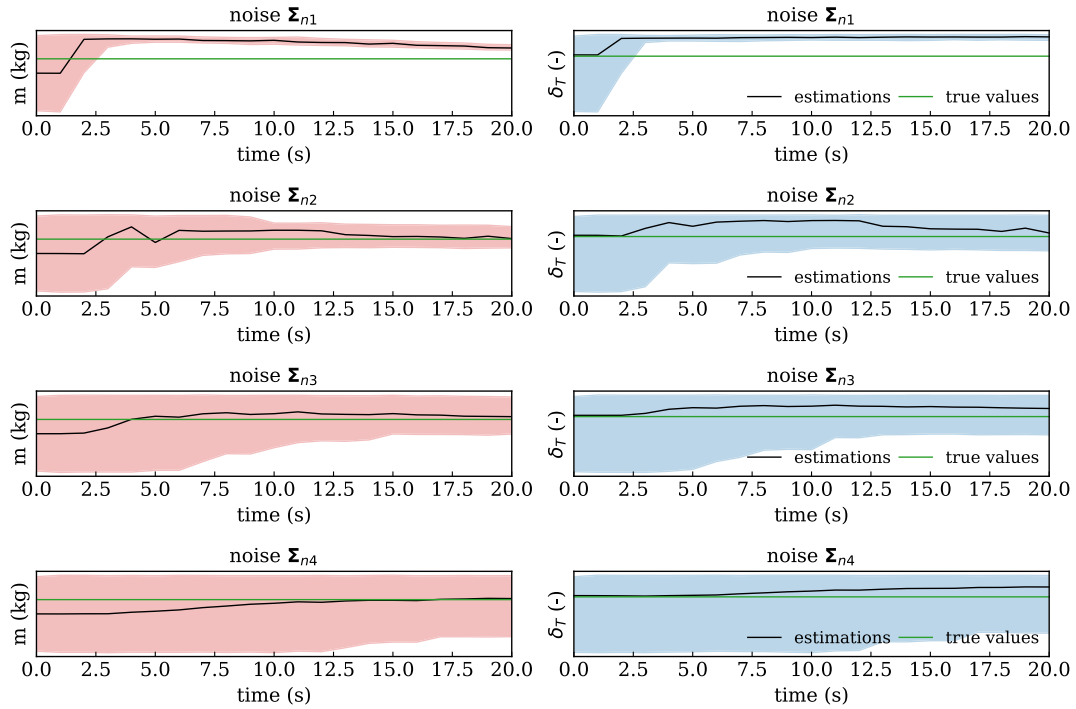 noise Σn1
m (kg)
0.0 2.5 5.0 7.5 10.0 12.5 15.0 17.5 20.0
time (s)
noise Σn1
δT (-)
estimations true values
0.0 2.5 5.0 7.5 10.0 12.5 15.0 17.5 20.0
time (s)
noise Σn2
m (kg)
0.0 2.5 5.0 7.5 10.0 12.5 15.0 17.5 20.0
time (s)
noise Σn2
δT (-)
estimations true values
0.0 2.5 5.0 7.5 10.0 12.5 15.0 17.5 20.0
time (s)
noise Σn3
m (kg)
0.0 2.5 5.0 7.5 10.0 12.5 15.0 17.5 20.0
time (s)
noise Σn3
δT (-)
estimations true values
0.0 2.5 5.0 7.5 10.0 12.5 15.0 17.5 20.0
time (s)
noise Σn4
m (kg)
0.0 2.5 5.0 7.5 10.0 12.5 15.0 17.5 20.0
time (s)
noise Σn4
δT (-)
estimations true values
0.0 2.5 5.0 7.5 10.0 12.5 15.0 17.5 20.0
time (s)